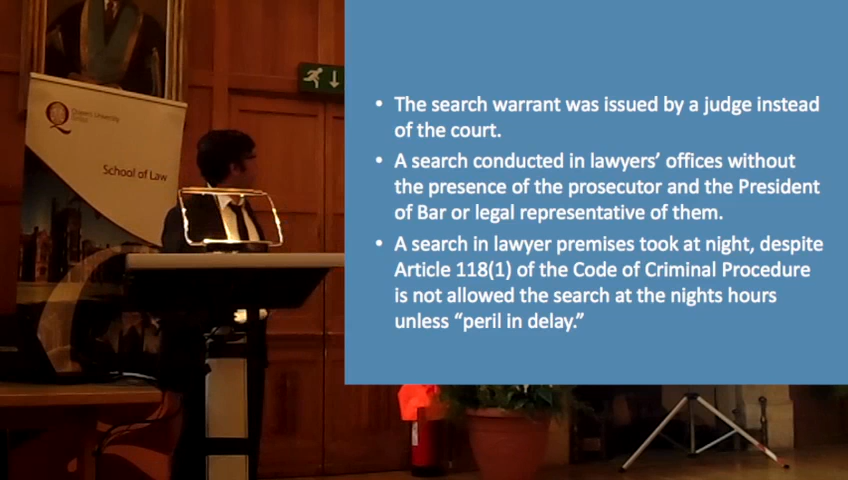 Queen's University
Belfast
School of Law
• The search warrant was issued by a judge instead
of the court.
• A search conducted in lawyers' offices without
the presence of the prosecutor and the President
of Bar or legal representative of them.
• A search in lawyer premises took at night, despite
Article 118(1) of the Code of Criminal Procedure
is not allowed the search at the nights hours
unless “peril in delay.”